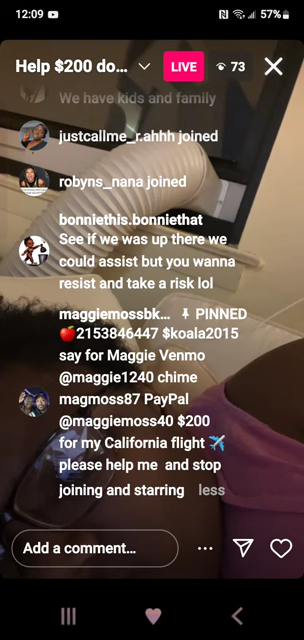 12:09
57%
Help $200 do...
LIVE
73
We have kids and family
justcallme_r.ahhh joined
robyns_nana joined
bonniethis.bonniethat
See if we was up there we
could assist but you wanna
resist and take a risk lol
maggiemossbk... PINNED
🍎2153846447 $koala2015
say for Maggie Venmo
@maggie1240 chime
magmoss87 PayPal
@maggiemoss40 $200
for my California flight ✈️
please help me and stop
joining and starring less
Add a comment...